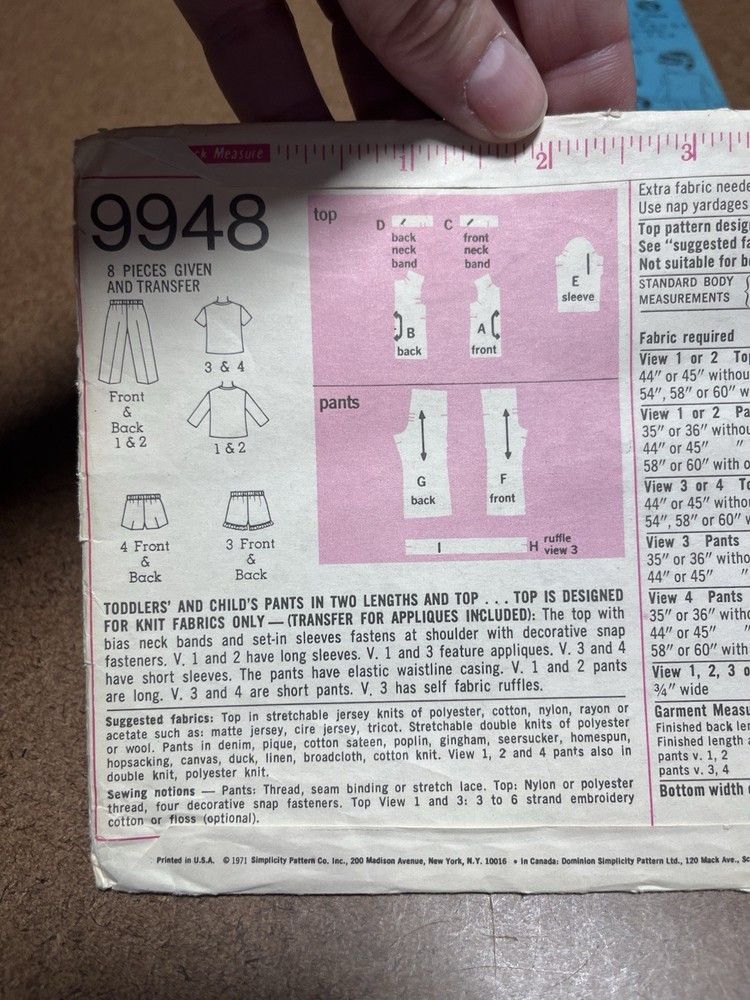 ck Measure
1 2 3
9948
8 PIECES GIVEN
AND TRANSFER
Front
&
Back
1 & 2
3 & 4
1 & 2
4 Front
&
Back
3 Front
&
Back
top
D
back
neck
band
C
front
neck
band
E
sleeve
B
back
A
front
pants
G
back
F
front
H ruffle
view 3
TODDLERS' AND CHILD'S PANTS IN TWO LENGTHS AND TOP . . . TOP IS DESIGNED
FOR KNIT FABRICS ONLY — (TRANSFER FOR APPLIQUES INCLUDED): The top with
bias neck bands and set-in sleeves fastens at shoulder with decorative snap
fasteners. V. 1 and 2 have long sleeves. V. 1 and 3 feature appliques. V. 3 and 4
have short sleeves. The pants have elastic waistline casing. V. 1 and 2 pants
are long. V. 3 and 4 are short pants. V. 3 has self fabric ruffles.
Suggested fabrics: Top in stretchable jersey knits of polyester, cotton, nylon, rayon or
acetate such as: matte jersey, cire jersey, tricot. Stretchable double knits of polyester
or wool. Pants in denim, pique, cotton sateen, poplin, gingham, seersucker, homespun,
hopsacking, canvas, duck, linen, broadcloth, cotton knit. View 1, 2 and 4 pants also in
double knit, polyester knit.
Sewing notions — Pants: Thread, seam binding or stretch lace. Top: Nylon or polyester
thread, four decorative snap fasteners. Top View 1 and 3: 3 to 6 strand embroidery
cotton or floss (optional).
Extra fabric neede
Use nap yardages
Top pattern desig
See "suggested fa
Not suitable for b
STANDARD BODY
MEASUREMENTS
Fabric required
View 1 or 2 To
44" or 45" withou
54", 58" or 60" w
View 1 or 2 Pa
35" or 36" withou
44" or 45" "
58" or 60" with o
View 3 or 4 To
44" or 45" withou
54", 58" or 60" w
View 3 Pants
35" or 36" witho
44" or 45" "
View 4 Pants
35" or 36" witho
44" or 45" "
58" or 60" with
View 1, 2, 3 o
¾" wide
Garment Measu
Finished back len
Finished length a
pants v. 1, 2
pants v. 3, 4
Bottom width
Printed in U.S.A. © 1971 Simplicity Pattern Co. Inc., 200 Madison Avenue, New York, N.Y. 10016 • In Canada: Dominion Simplicity Pattern Ltd., 120 Mack Ave., Sc